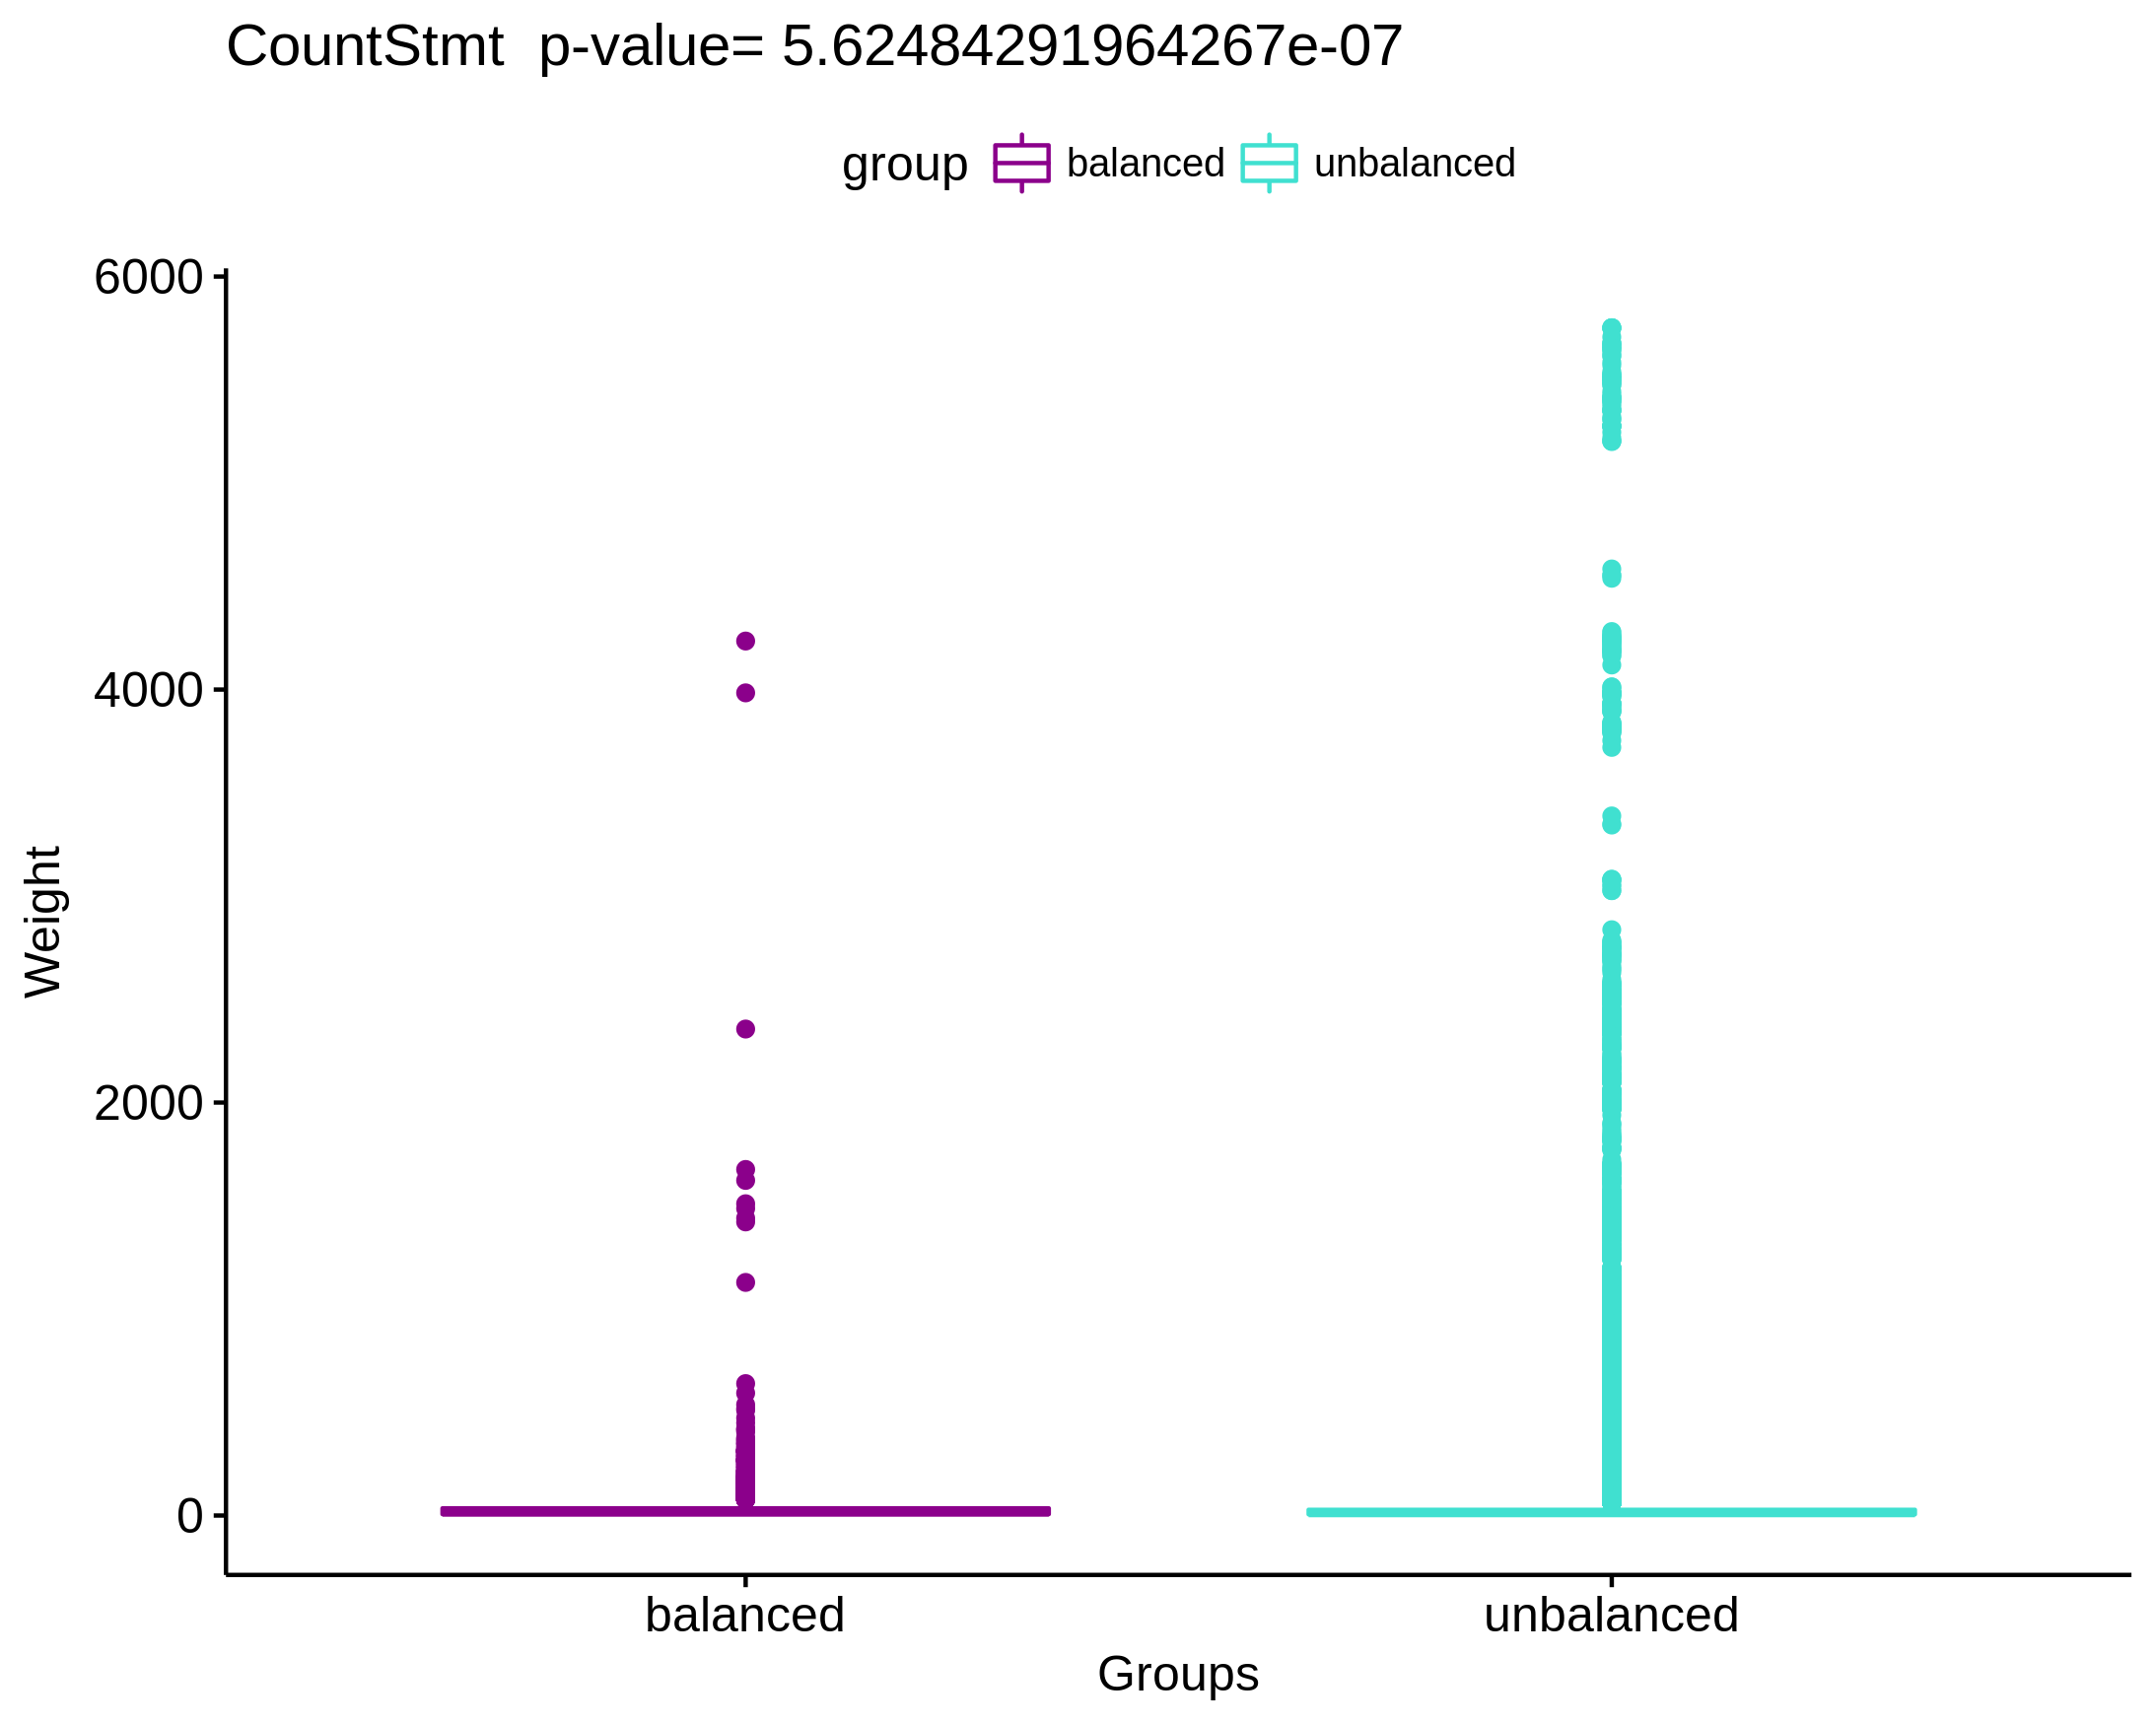 CountStmt  p-value= 5.62484291964267e-07
group balanced unbalanced
6000
4000
2000
0
Weight
balanced unbalanced
Groups